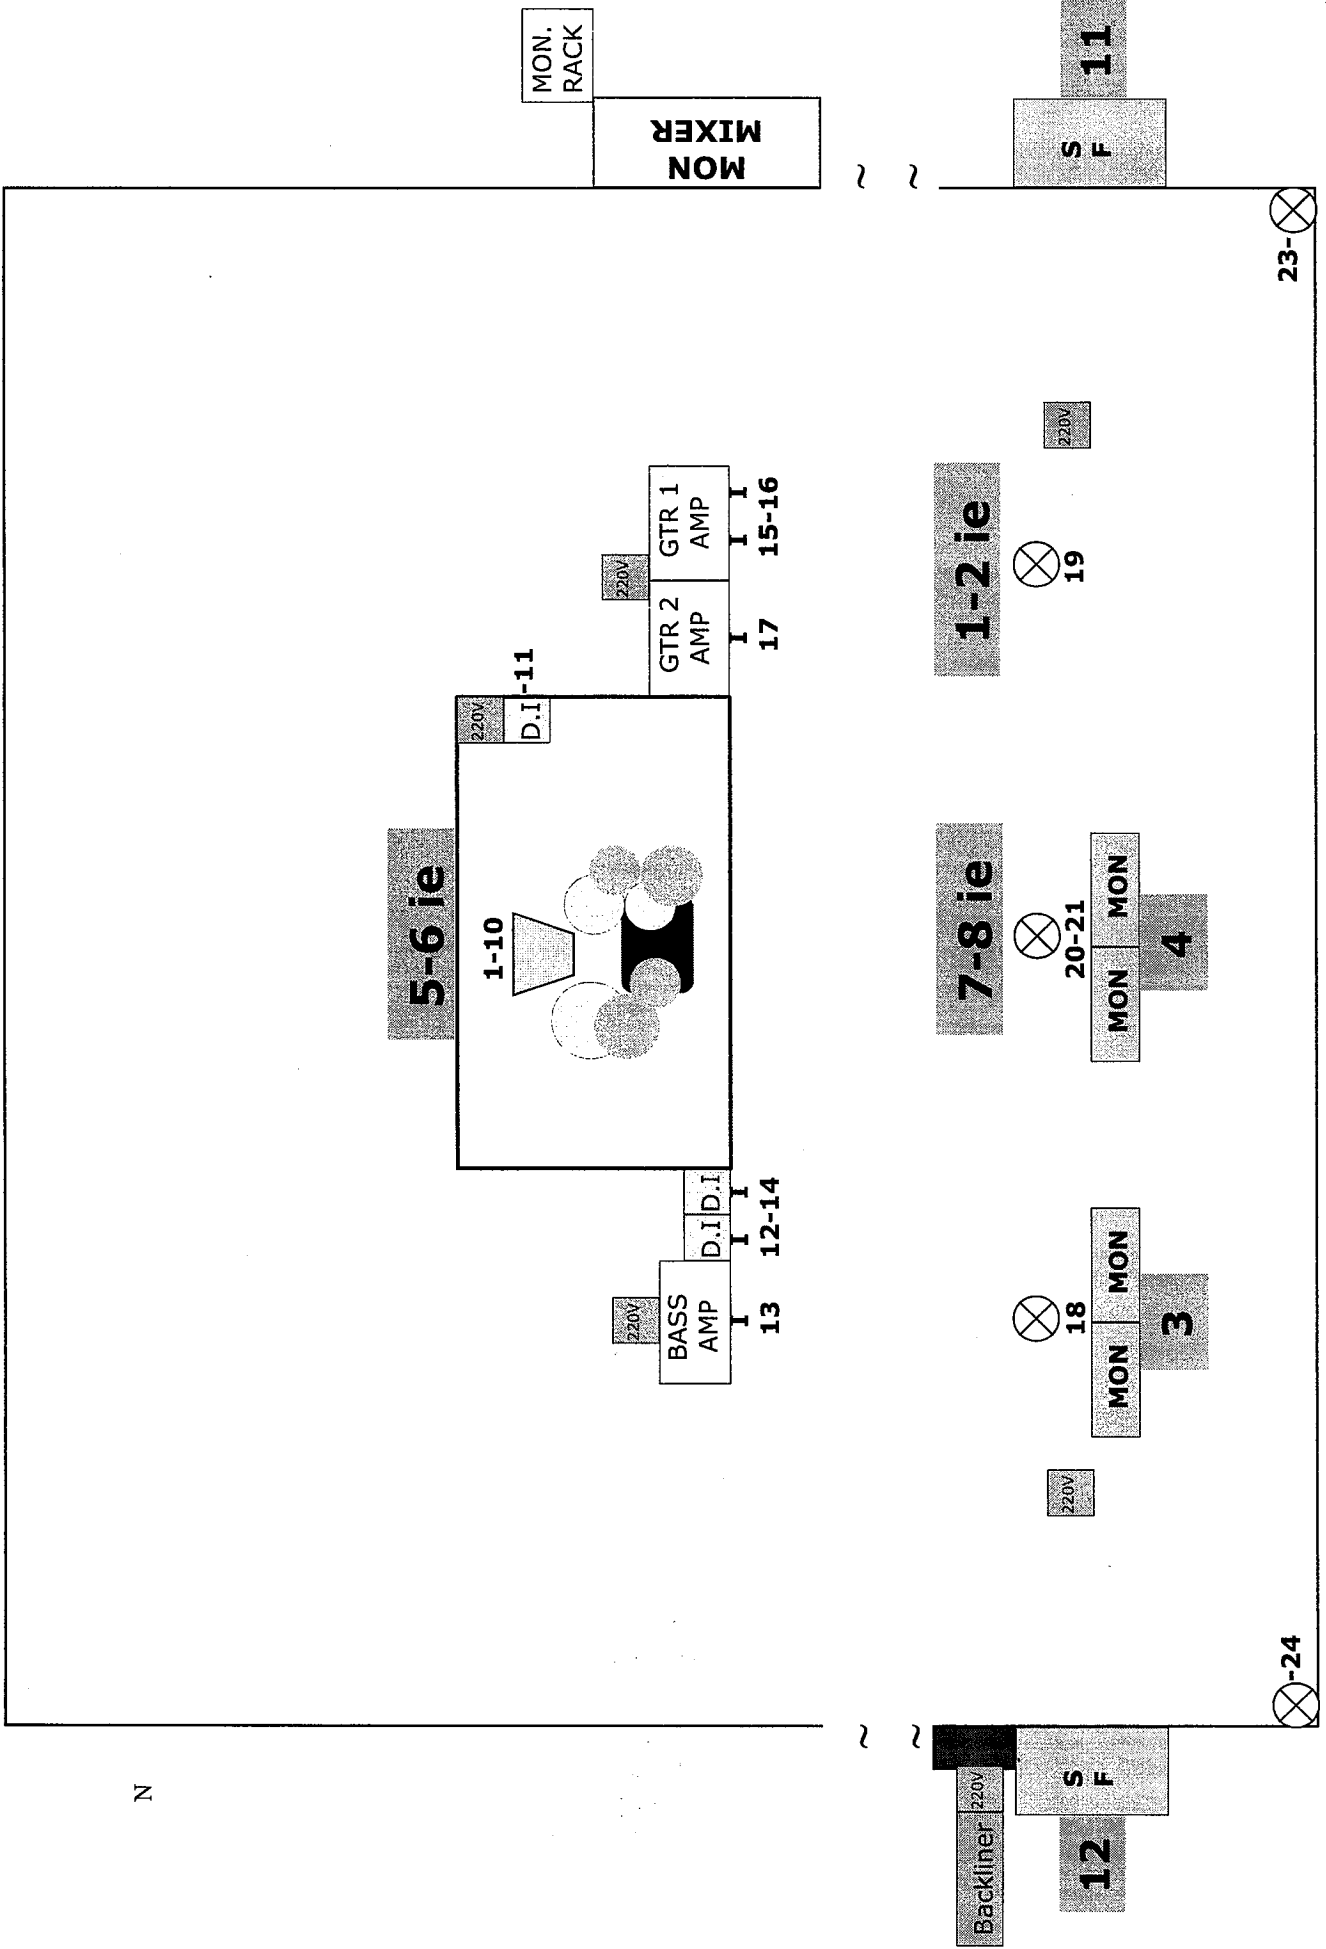 MON.
RACK
MON
MIXER
11
S
F
23-
220V
GTR 1
AMP
15-16
220V
GTR 2
AMP
17
1-2 ie
19
220V
D.I
-11
5-6 ie
1-10
7-8 ie
20-21
MON
MON
4
D.I
D.I
12-14
220V
BASS
AMP
13
18
MON
MON
3
220V
-24
N
S
F
220V
Backliner
12
~
~
~
~